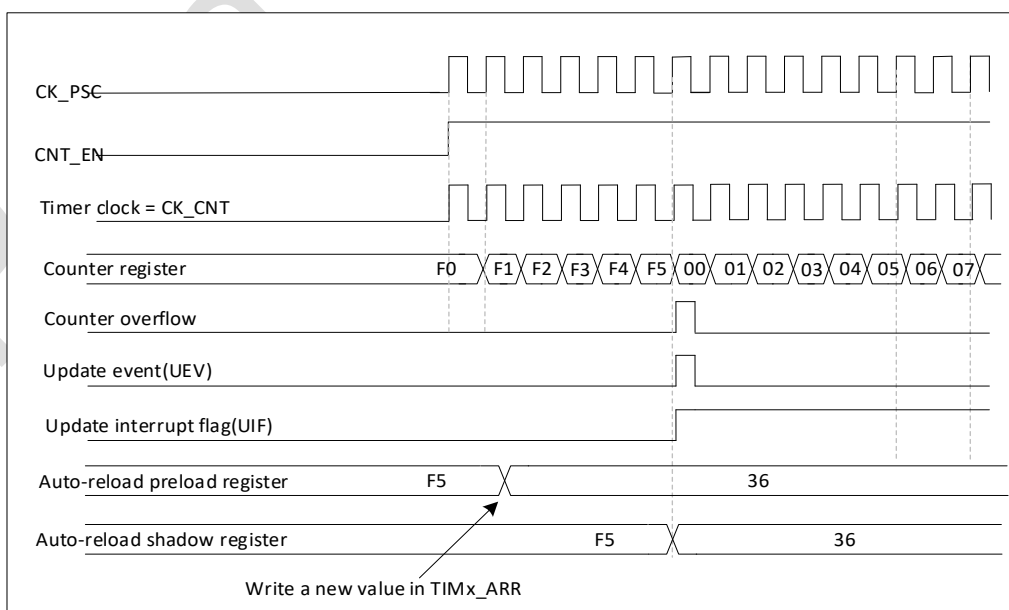 CK_PSC
CNT_EN
Timer clock = CK_CNT
Counter register F0 F1 F2 F3 F4 F5 00 01 02 03 04 05 06 07
Counter overflow
Update event(UEV)
Update interrupt flag(UIF)
Auto-reload preload register F5 36
Auto-reload shadow register F5 36
Write a new value in TIMx_ARR